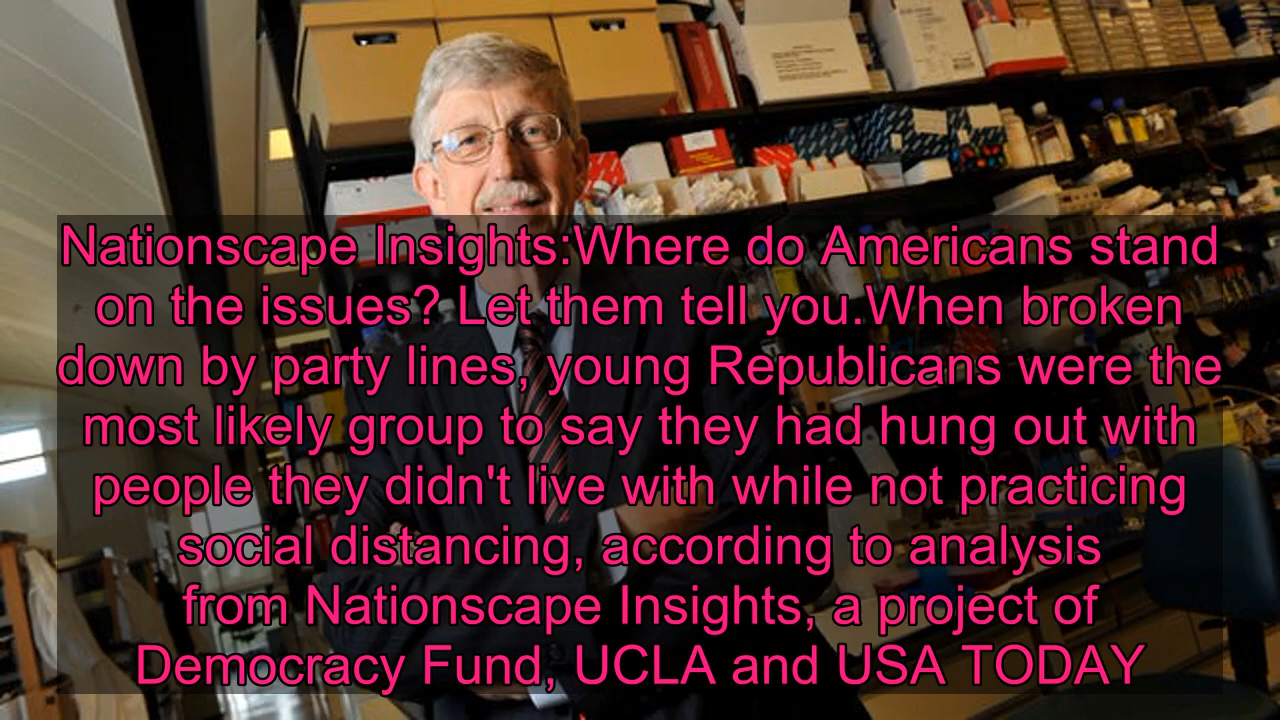 Nationscape Insights:Where do Americans stand
on the issues? Let them tell you.When broken
down by party lines, young Republicans were the
most likely group to say they had hung out with
people they didn't live with while not practicing
social distancing, according to analysis
from Nationscape Insights, a project of
Democracy Fund, UCLA and USA TODAY